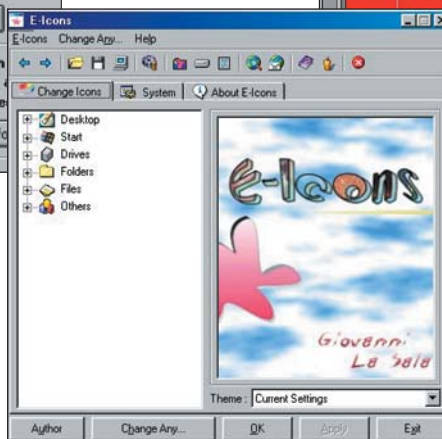 E-Icons
E-Icons Change Any... Help
Change Icons System About E-Icons
Desktop
Start
Drives
Folders
Files
Others
E-Icons
Giovanni
La Sala
Theme : Current Settings
Author Change Any... OK Apply Exit